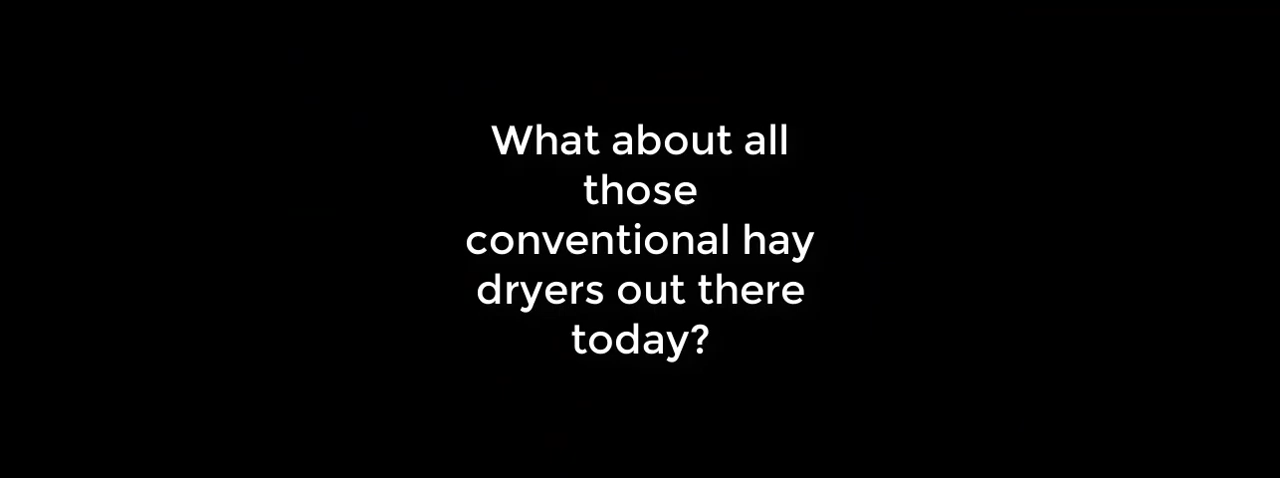 What about all
those
conventional hay
dryers out there
today?